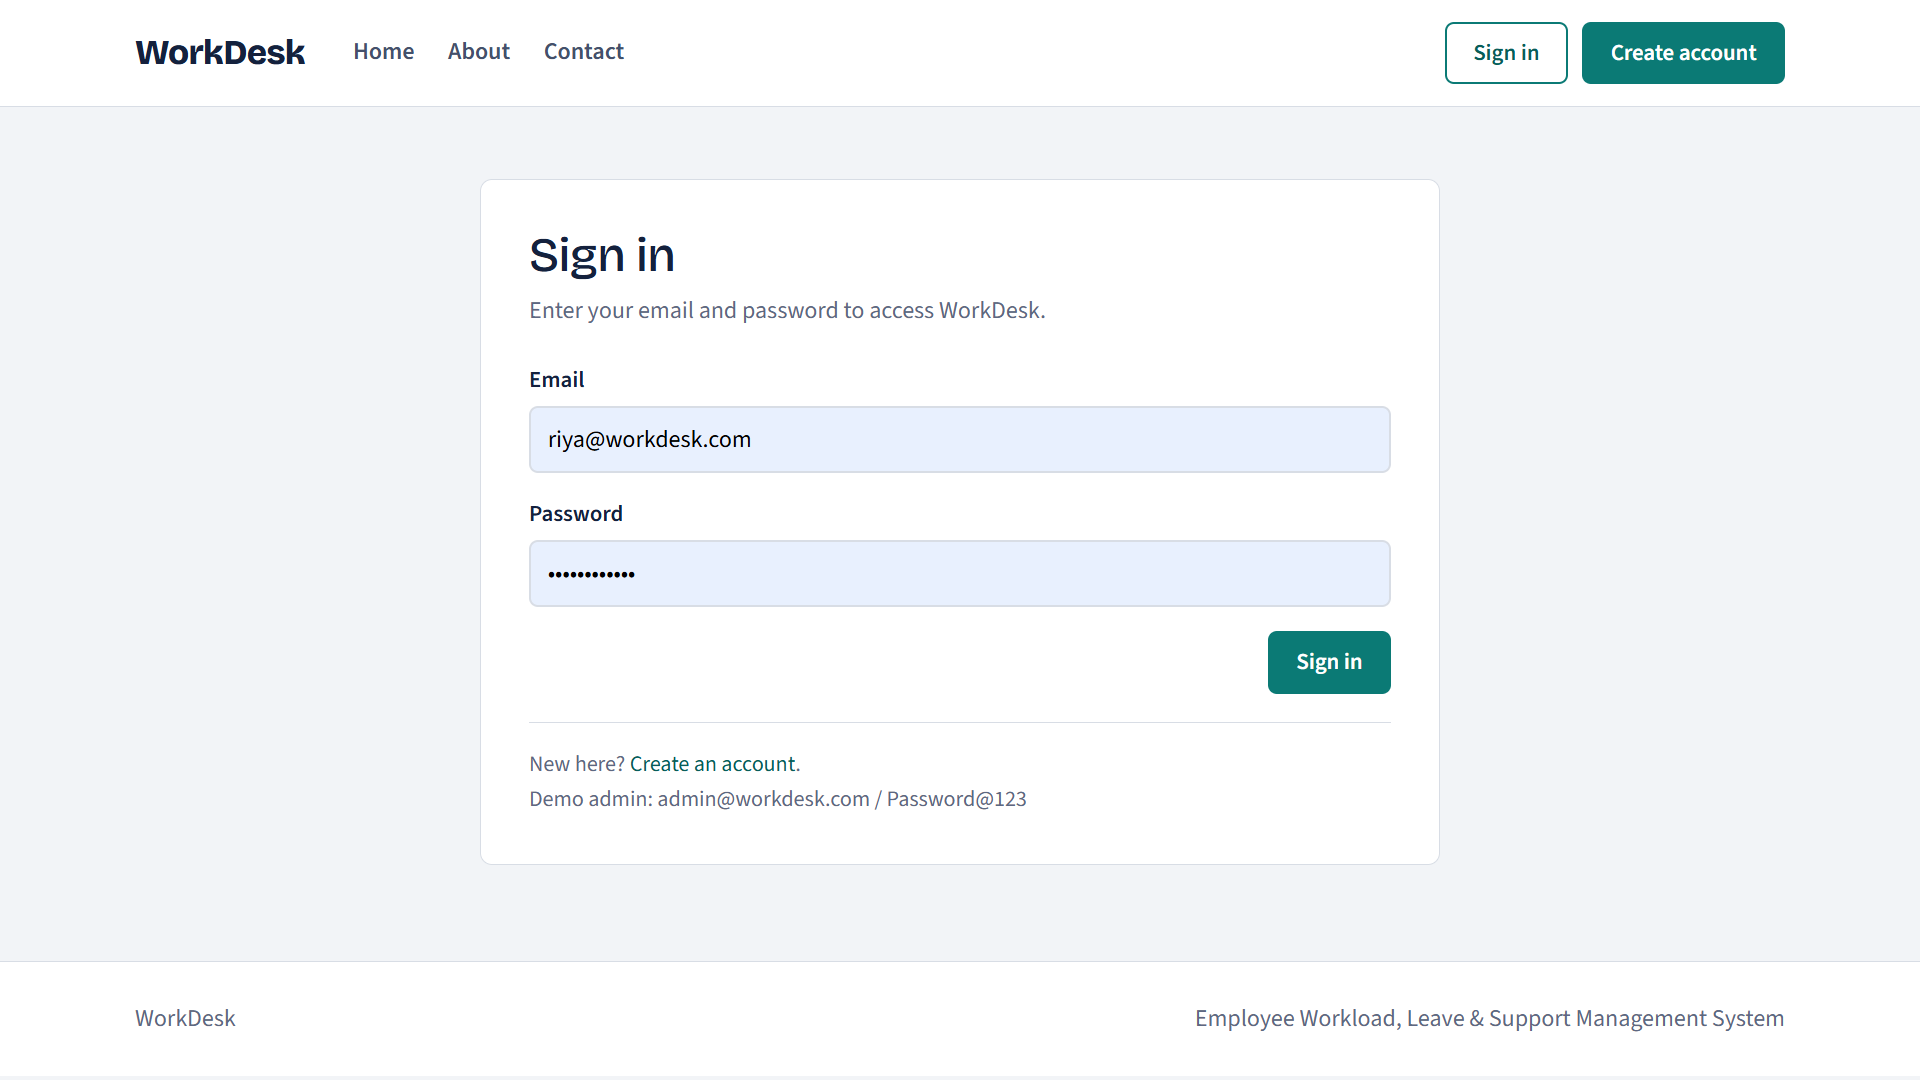 WorkDesk Home About Contact Sign in Create account
Sign in
Enter your email and password to access WorkDesk.
Email
riya@workdesk.com
Password
••••••••••••
Sign in
New here? Create an account.
Demo admin: admin@workdesk.com / Password@123
WorkDesk Employee Workload, Leave & Support Management System